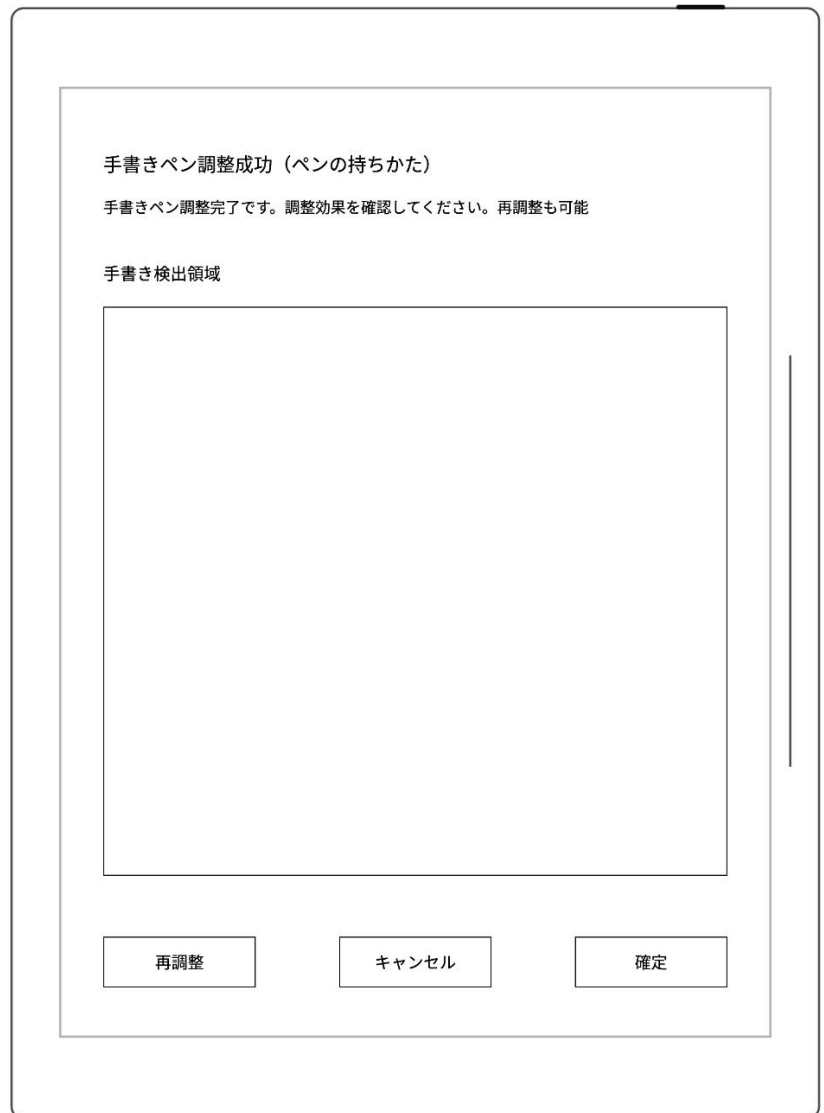 手書きペン調整成功（ペンの持ちかた）
手書きペン調整完了です。調整効果を確認してください。再調整も可能
手書き検出領域
再調整
キャンセル
確定